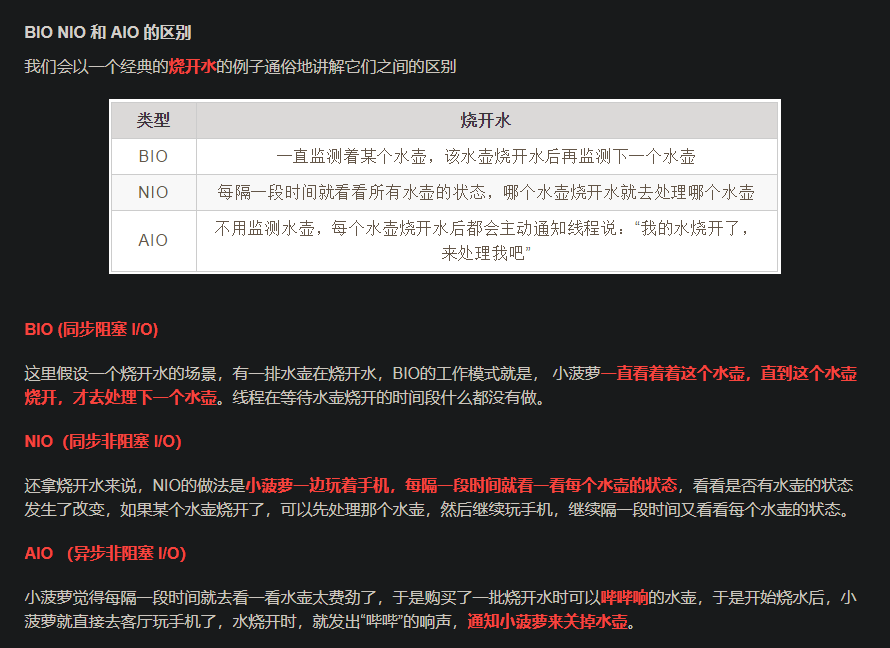 BIO NIO 和 AIO 的区别
我们会以一个经典的烧开水的例子通俗地讲解它们之间的区别
类型 烧开水
BIO 一直监测着某个水壶，该水壶烧开水后再监测下一个水壶
NIO 每隔一段时间就看看所有水壶的状态，哪个水壶烧开水就去处理哪个水壶
AIO 不用监测水壶，每个水壶烧开水后都会主动通知线程说：“我的水烧开了，
来处理我吧”
BIO (同步阻塞 I/O)
这里假设一个烧开水的场景，有一排水壶在烧开水，BIO的工作模式就是， 小菠萝一直看着着这个水壶，直到这个水壶
烧开，才去处理下一个水壶。线程在等待水壶烧开的时间段什么都没有做。
NIO（同步非阻塞 I/O）
还拿烧开水来说，NIO的做法是小菠萝一边玩着手机，每隔一段时间就看一看每个水壶的状态，看看是否有水壶的状态
发生了改变，如果某个水壶烧开了，可以先处理那个水壶，然后继续玩手机，继续隔一段时间又看看每个水壶的状态。
AIO （异步非阻塞 I/O）
小菠萝觉得每隔一段时间就去看一看水壶太费劲了，于是购买了一批烧开水时可以哔哔响的水壶，于是开始烧水后，小
菠萝就直接去客厅玩手机了，水烧开时，就发出“哔哔”的响声，通知小菠萝来关掉水壶。